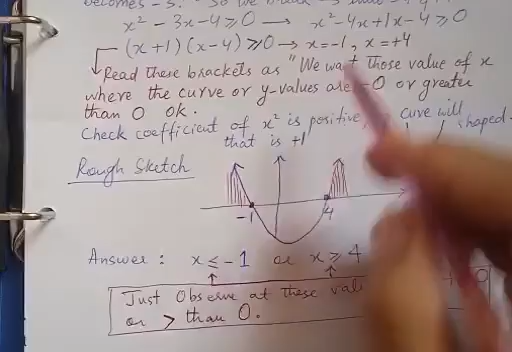 becomes -3.
x² - 3x - 4 ≥ 0 → x² - 4x + 1x - 4 ≥ 0
(x+1) (x-4) ≥ 0 → x = -1, x = +4
Read these brackets as "We want those value of x
where the curve or y-values are = 0 or greater
than 0 ok.
Check coefficient of x² is positive, curve will
that is +1 shaped.
Rough Sketch
-1 4
Answer : x ≤ -1 or x ≥ 4
Just Observe at these
or > than 0.